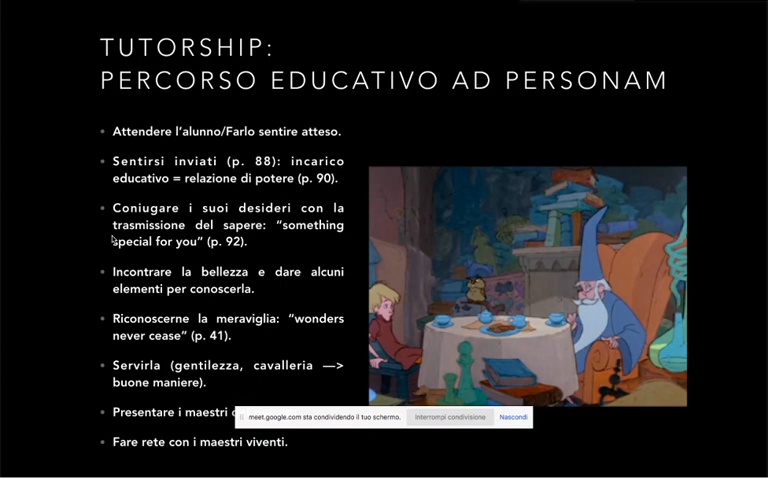 TUTORSHIP:
PERCORSO EDUCATIVO AD PERSONAM
• Attendere l'alunno/Farlo sentire atteso.
• Sentirsi inviati (p. 88): incarico
educativo = relazione di potere (p. 90).
• Coniugare i suoi desideri con la
trasmissione del sapere: "something
special for you" (p. 92).
• Incontrare la bellezza e dare alcuni
elementi per conoscerla.
• Riconoscerne la meraviglia: "wonders
never cease" (p. 41).
• Servirla (gentilezza, cavalleria —>
buone maniere).
• Presentare i maestri
meet.google.com sta condividendo il tuo schermo. Interrompi condivisione Nascondi
• Fare rete con i maestri viventi.